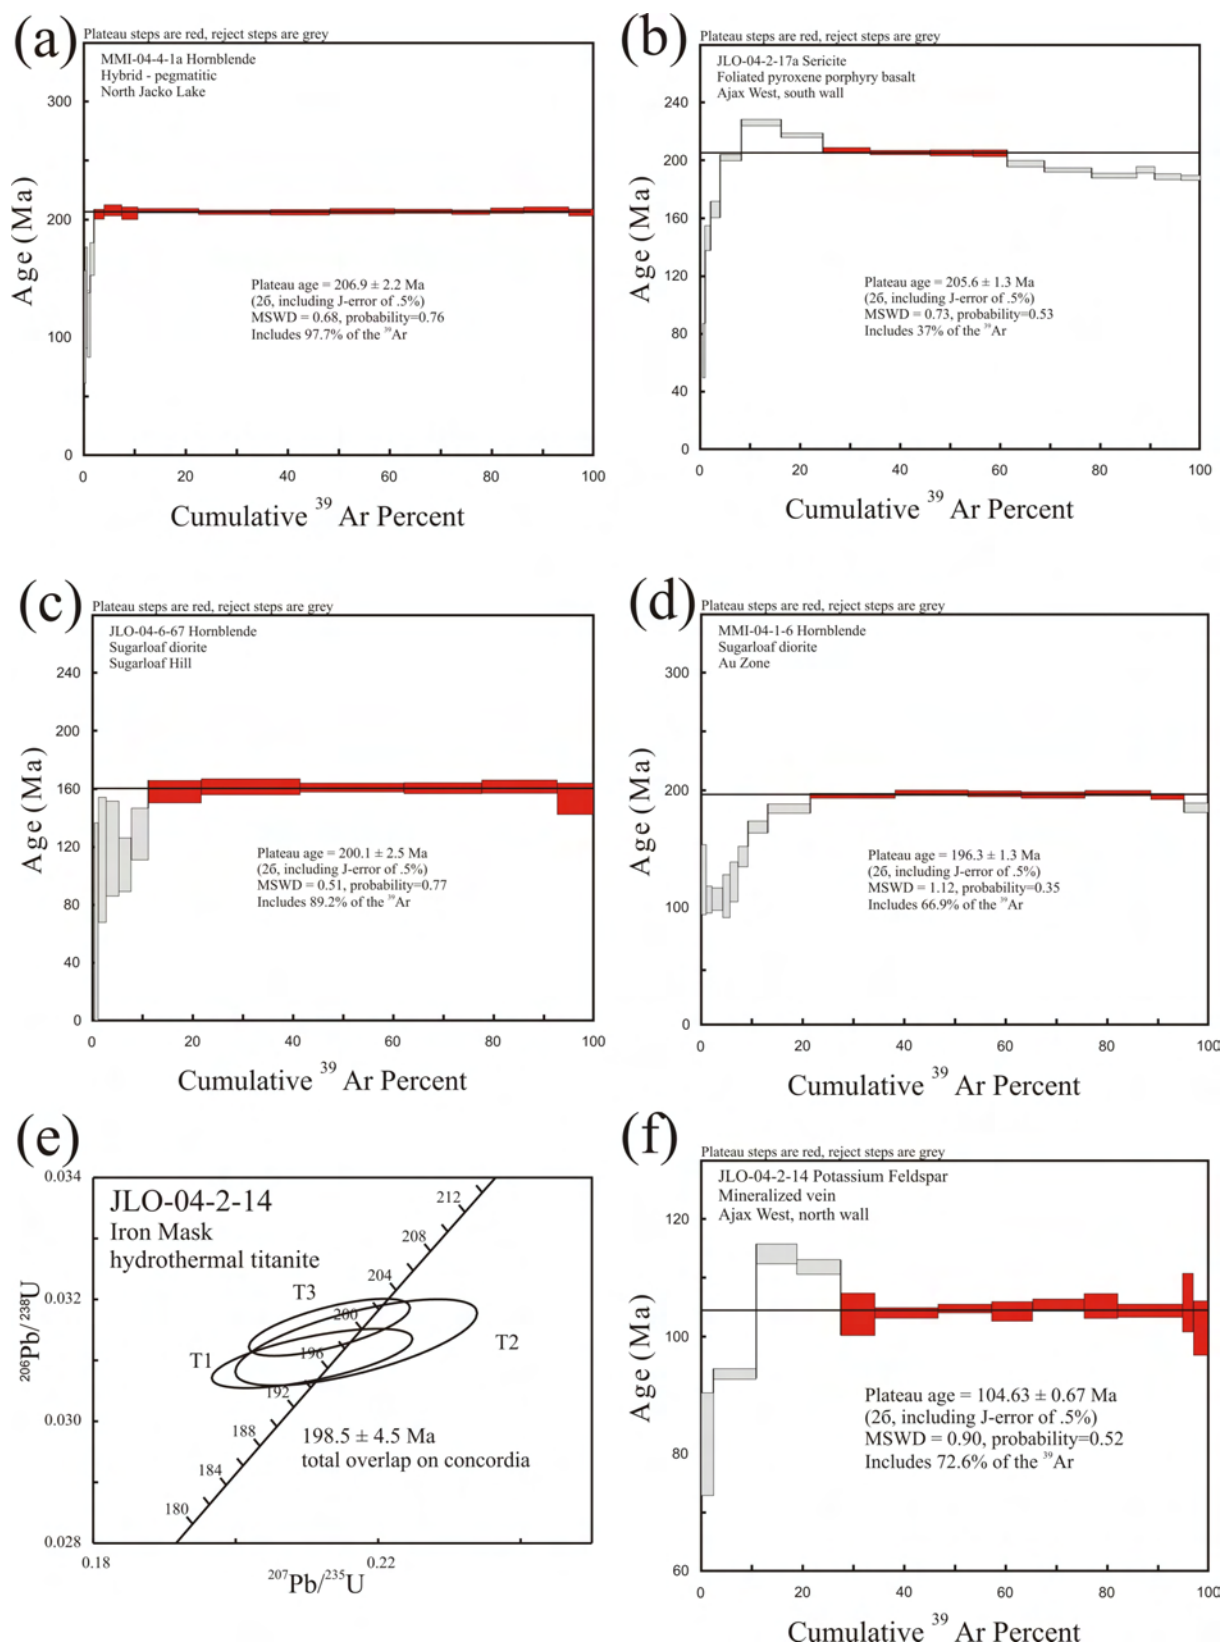 (a)
Plateau steps are red, reject steps are grey
MMI-04-4-1a Hornblende
Hybrid - pegmatitic
North Jacko Lake
300
200
100
0
Age (Ma)
Plateau age = 206.9 ± 2.2 Ma
(2б, including J-error of .5%)
MSWD = 0.68, probability=0.76
Includes 97.7% of the ³⁹Ar
0 20 40 60 80 100
Cumulative ³⁹ Ar Percent
(b)
Plateau steps are red, reject steps are grey
JLO-04-2-17a Sericite
Foliated pyroxene porphyry basalt
Ajax West, south wall
240
200
160
120
80
40
0
Age (Ma)
Plateau age = 205.6 ± 1.3 Ma
(2б, including J-error of .5%)
MSWD = 0.73, probability=0.53
Includes 37% of the ³⁹Ar
0 20 40 60 80 100
Cumulative ³⁹ Ar Percent
(c)
Plateau steps are red, reject steps are grey
JLO-04-6-67 Hornblende
Sugarloaf diorite
Sugarloaf Hill
240
200
160
120
80
40
0
Age (Ma)
Plateau age = 200.1 ± 2.5 Ma
(2б, including J-error of .5%)
MSWD = 0.51, probability=0.77
Includes 89.2% of the ³⁹Ar
0 20 40 60 80 100
Cumulative ³⁹ Ar Percent
(d)
Plateau steps are red, reject steps are grey
MMI-04-1-6 Hornblende
Sugarloaf diorite
Au Zone
300
200
100
0
Age (Ma)
Plateau age = 196.3 ± 1.3 Ma
(2б, including J-error of .5%)
MSWD = 1.12, probability=0.35
Includes 66.9% of the ³⁹Ar
0 20 40 60 80 100
Cumulative ³⁹ Ar Percent
(e)
0.034
0.032
0.030
0.028
²⁰⁶Pb/²³⁸U
JLO-04-2-14
Iron Mask
hydrothermal titanite
212
208
204
200
196
192
188
184
180
T3
T1
T2
198.5 ± 4.5 Ma
total overlap on concordia
0.18 0.22
²⁰⁷Pb/²³⁵U
(f)
Plateau steps are red, reject steps are grey
JLO-04-2-14 Potassium Feldspar
Mineralized vein
Ajax West, north wall
120
100
80
60
Age (Ma)
Plateau age = 104.63 ± 0.67 Ma
(2б, including J-error of .5%)
MSWD = 0.90, probability=0.52
Includes 72.6% of the ³⁹Ar
0 20 40 60 80 100
Cumulative ³⁹ Ar Percent